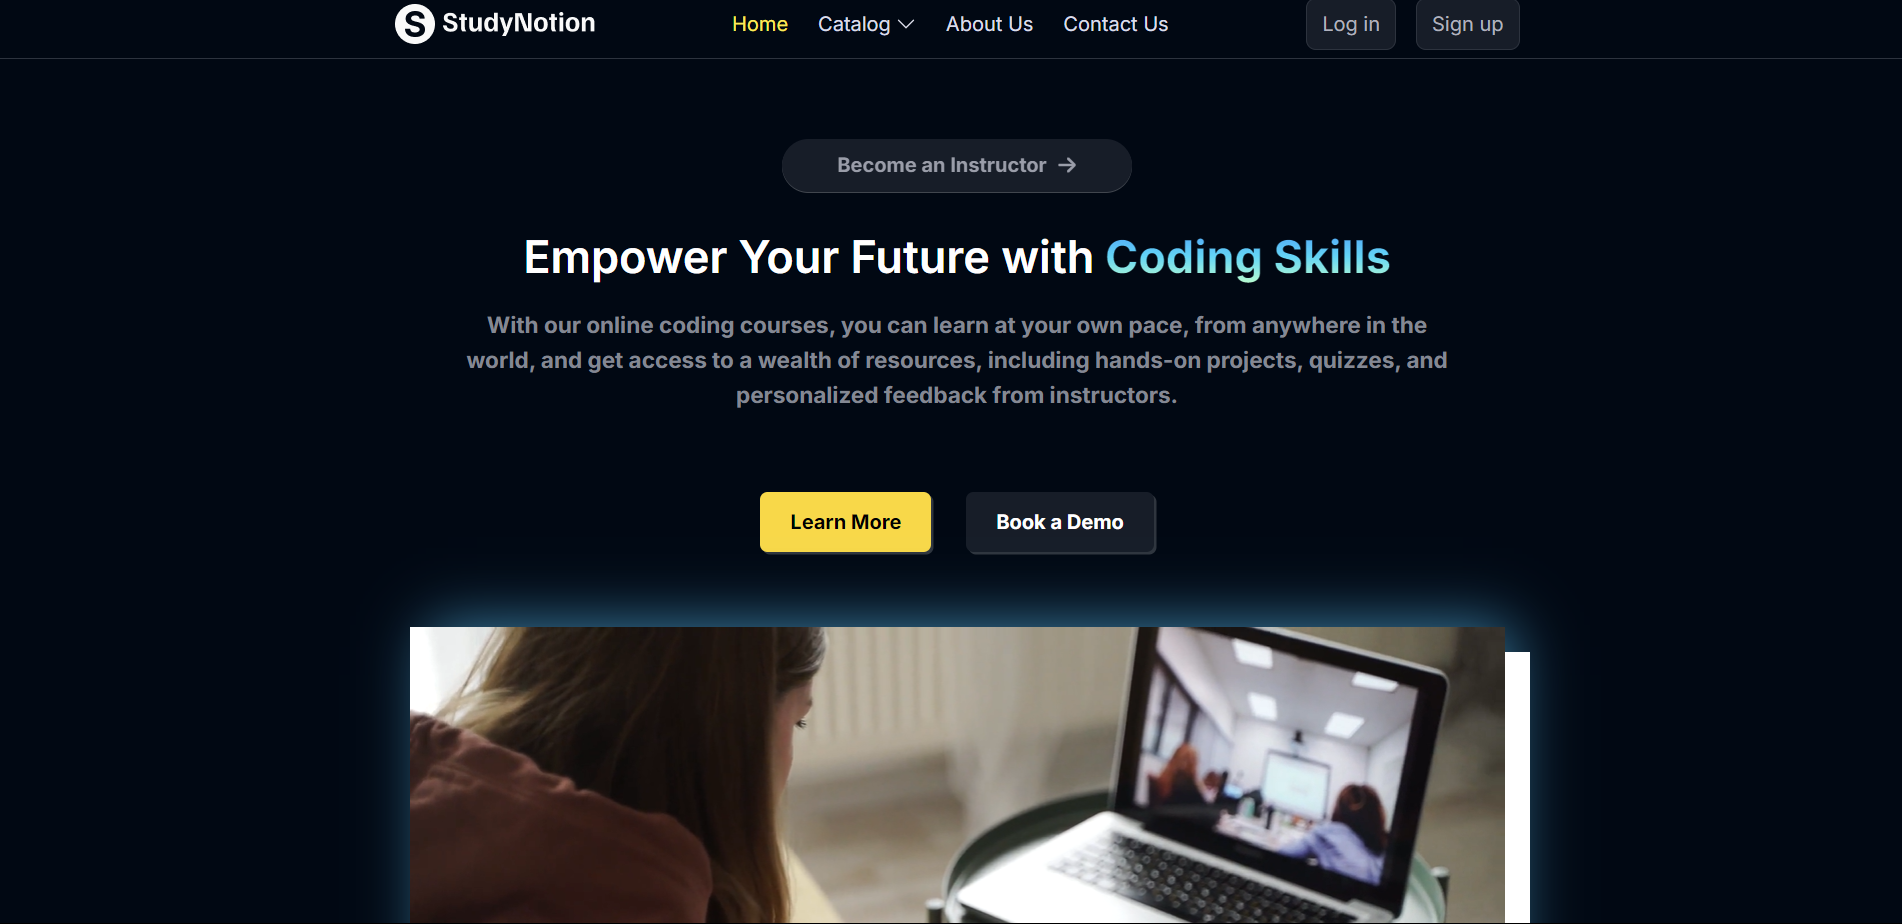 StudyNotion
Home
Catalog
About Us
Contact Us
Log in
Sign up
Become an Instructor
Empower Your Future with Coding Skills
With our online coding courses, you can learn at your own pace, from anywhere in the
world, and get access to a wealth of resources, including hands-on projects, quizzes, and
personalized feedback from instructors.
Learn More
Book a Demo